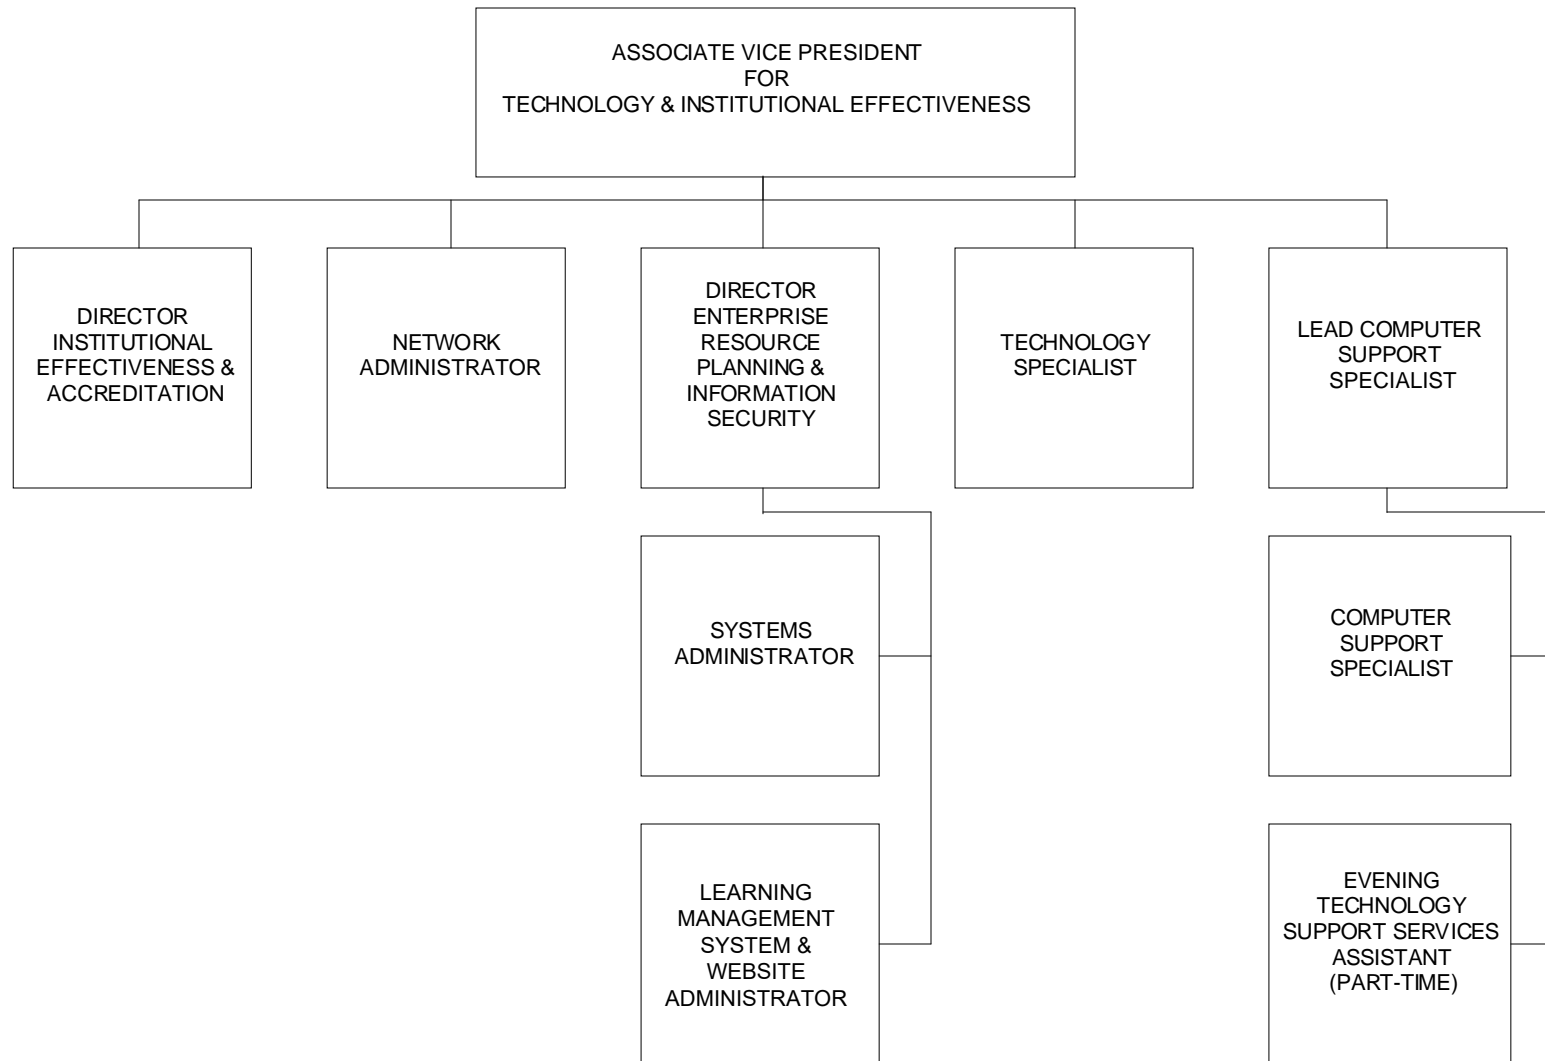 ASSOCIATE VICE PRESIDENT
FOR
TECHNOLOGY & INSTITUTIONAL EFFECTIVENESS
DIRECTOR
INSTITUTIONAL
EFFECTIVENESS &
ACCREDITATION
NETWORK
ADMINISTRATOR
DIRECTOR
ENTERPRISE
RESOURCE
PLANNING &
INFORMATION
SECURITY
TECHNOLOGY
SPECIALIST
LEAD COMPUTER
SUPPORT
SPECIALIST
SYSTEMS
ADMINISTRATOR
COMPUTER
SUPPORT
SPECIALIST
LEARNING
MANAGEMENT
SYSTEM &
WEBSITE
ADMINISTRATOR
EVENING
TECHNOLOGY
SUPPORT SERVICES
ASSISTANT
(PART-TIME)